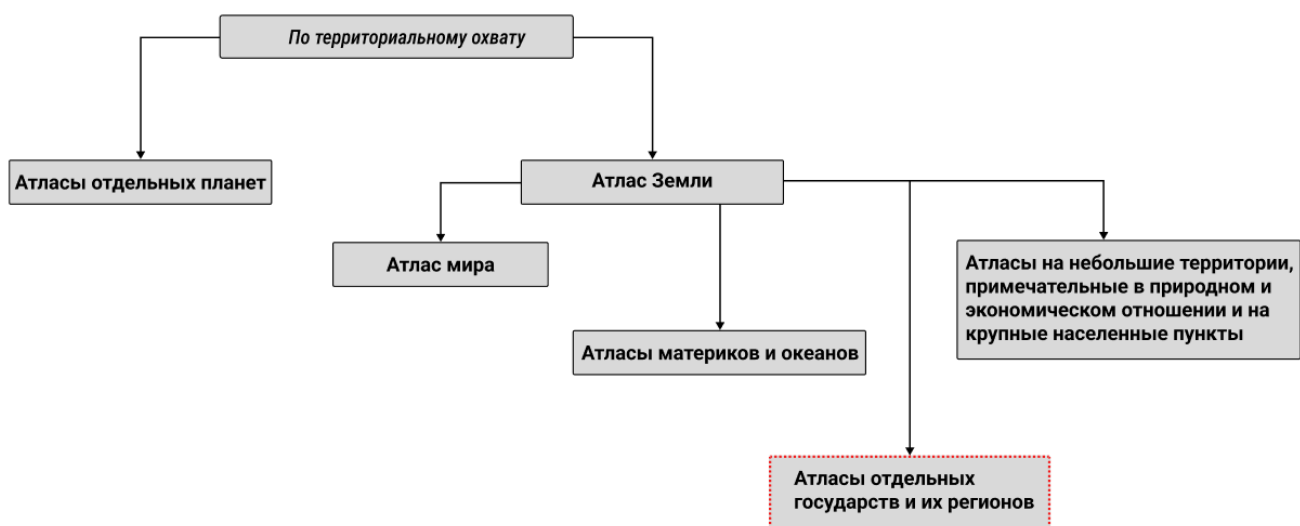 По территориальному охвату
Атласы отдельных планет
Атлас Земли
Атлас мира
Атласы материков и океанов
Атласы на небольшие территории,
примечательные в природном и
экономическом отношении и на
крупные населенные пункты
Атласы отдельных
государств и их регионов